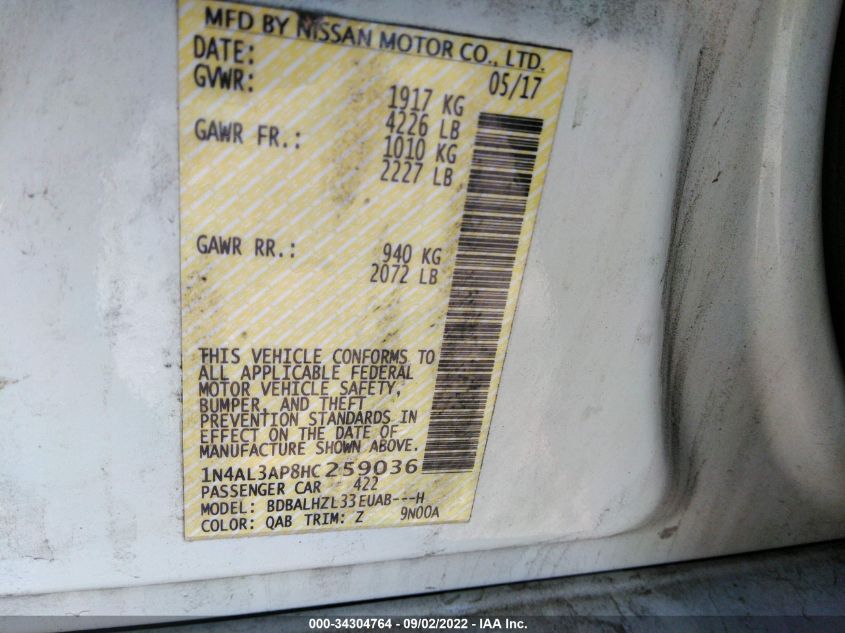 MFD BY NISSAN MOTOR CO., LTD.
DATE: 05/17
GVWR: 1917 KG
4226 LB
GAWR FR.: 1010 KG
2227 LB
GAWR RR.: 940 KG
2072 LB
THIS VEHICLE CONFORMS TO
ALL APPLICABLE FEDERAL
MOTOR VEHICLE SAFETY,
BUMPER, AND THEFT
PREVENTION STANDARDS IN
EFFECT ON THE DATE OF
MANUFACTURE SHOWN ABOVE.
1N4AL3AP8HC259036
PASSENGER CAR 422
MODEL: BDBALHZL33EUAB---H
COLOR: QAB TRIM: Z 9N00A
000-34304764 - 09/02/2022 - IAA Inc.